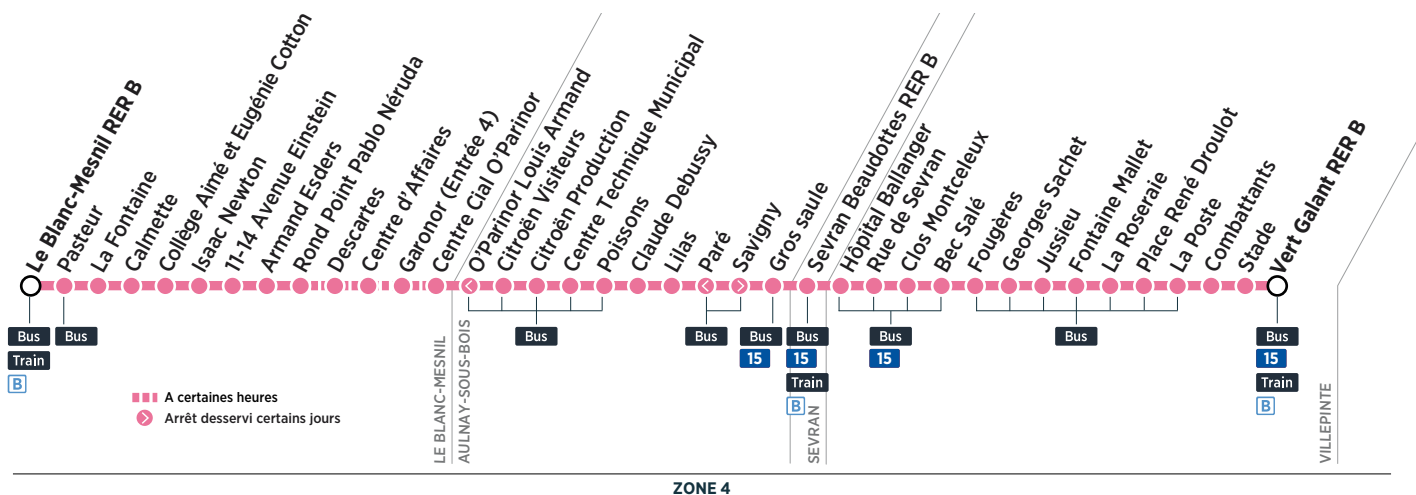 Le Blanc-Mesnil RER B
Pasteur
La Fontaine
Calmette
Collège Aimé et Eugénie Cotton
Isaac Newton
11-14 Avenue Einstein
Armand Esders
Rond Point Pablo Néruda
Descartes
Centre d'Affaires
Garonor (Entrée 4)
Centre Cial O'Parinor
O'Parinor Louis Armand
Citroën Visiteurs
Citroën Production
Centre Technique Municipal
Poissons
Claude Debussy
Lilas
Paré
Savigny
Gros saule
Sevran Beaudottes RER B
Hôpital Ballanger
Rue de Sevran
Clos Montceleux
Bec Salé
Fougères
Georges Sachet
Jussieu
Fontaine Mallet
La Roseraie
Place René Droulot
La Poste
Combattants
Stade
Vert Galant RER B
Bus
Train
B
Bus
Bus
Bus
Bus
15
Bus
15
Train
B
Bus
15
Bus
Bus
15
Train
B
LE BLANC-MESNIL
AULNAY-SOUS-BOIS
SEVRAN
VILLEPINTE
A certaines heures
Arrêt desservi certains jours
ZONE 4